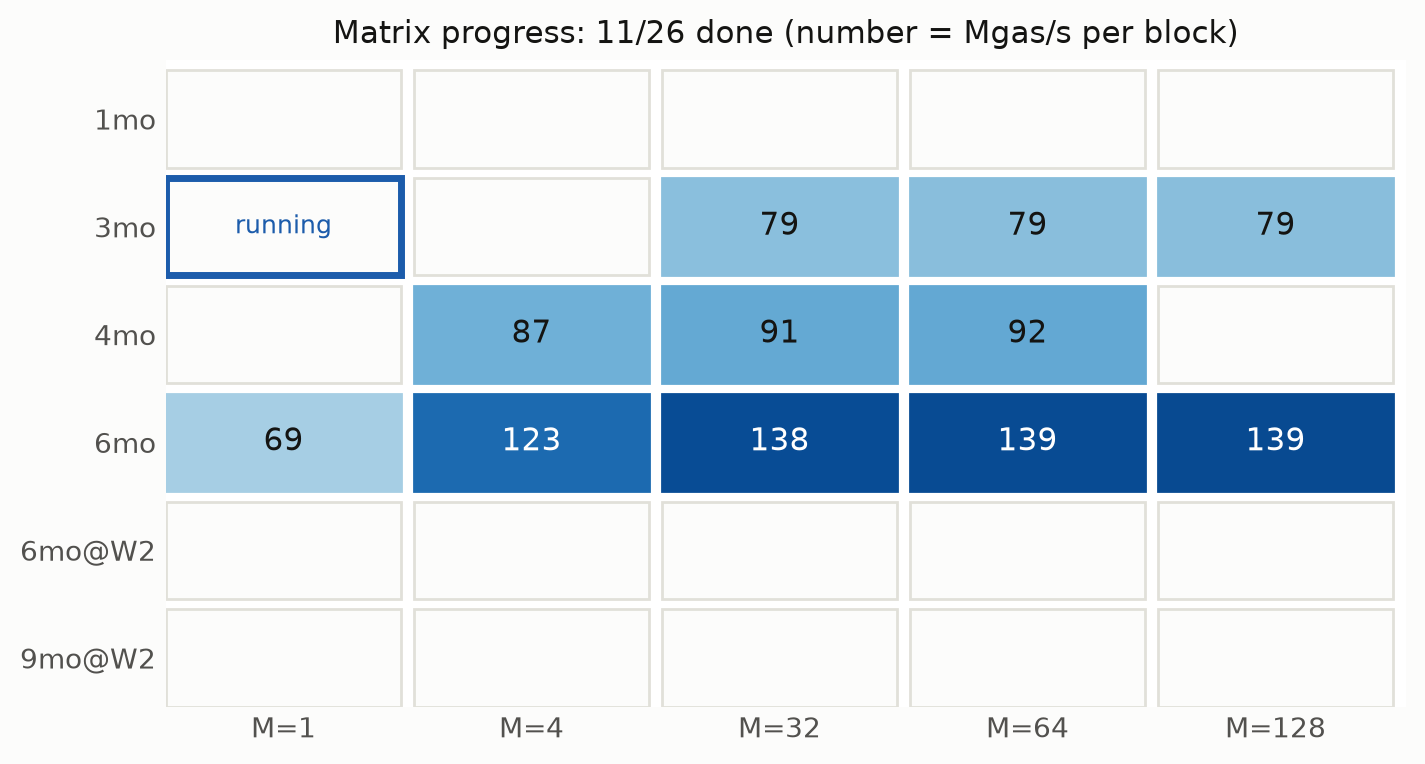 Matrix progress: 11/26 done (number = Mgas/s per block)
1mo
3mo running 79 79 79
4mo 87 91 92
6mo 69 123 138 139 139
6mo@W2
9mo@W2
M=1 M=4 M=32 M=64 M=128